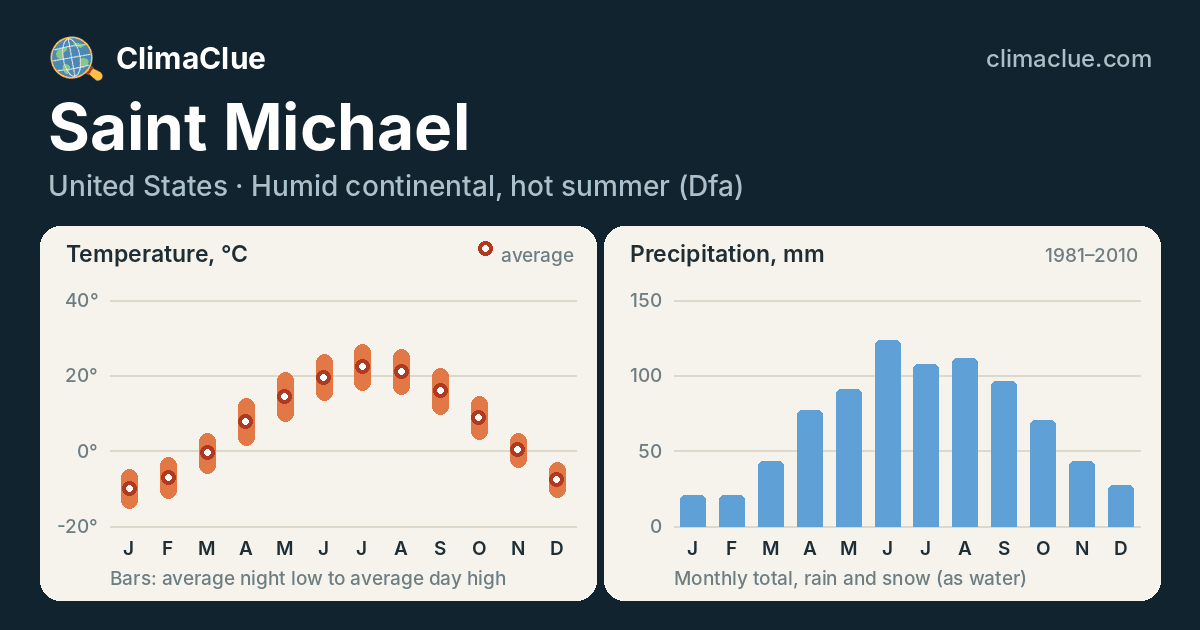 ClimaClue
climaclue.com
Saint Michael
United States · Humid continental, hot summer (Dfa)
Temperature, °C
average
40°
20°
0°
-20°
J F M A M J J A S O N D
Bars: average night low to average day high
Precipitation, mm
1981–2010
150
100
50
0
J F M A M J J A S O N D
Monthly total, rain and snow (as water)